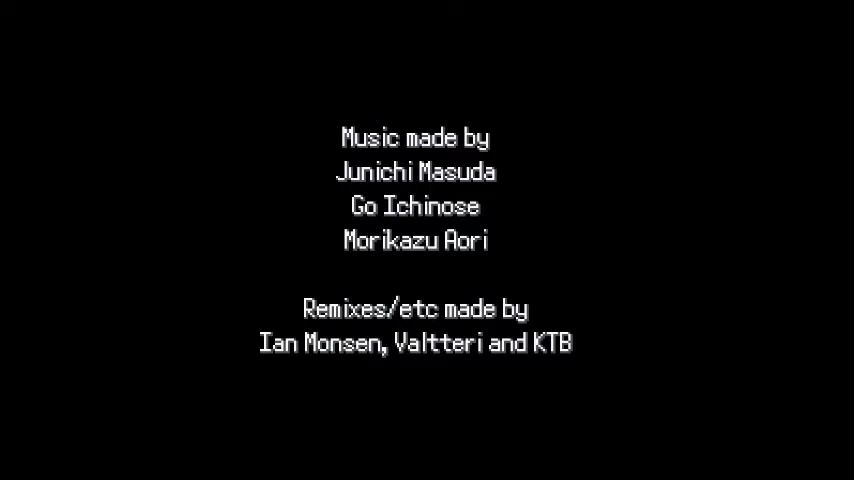 Music made by
Junichi Masuda
Go Ichinose
Morikazu Aori
Remixes/etc made by
Ian Monsen, Valtteri and KTB